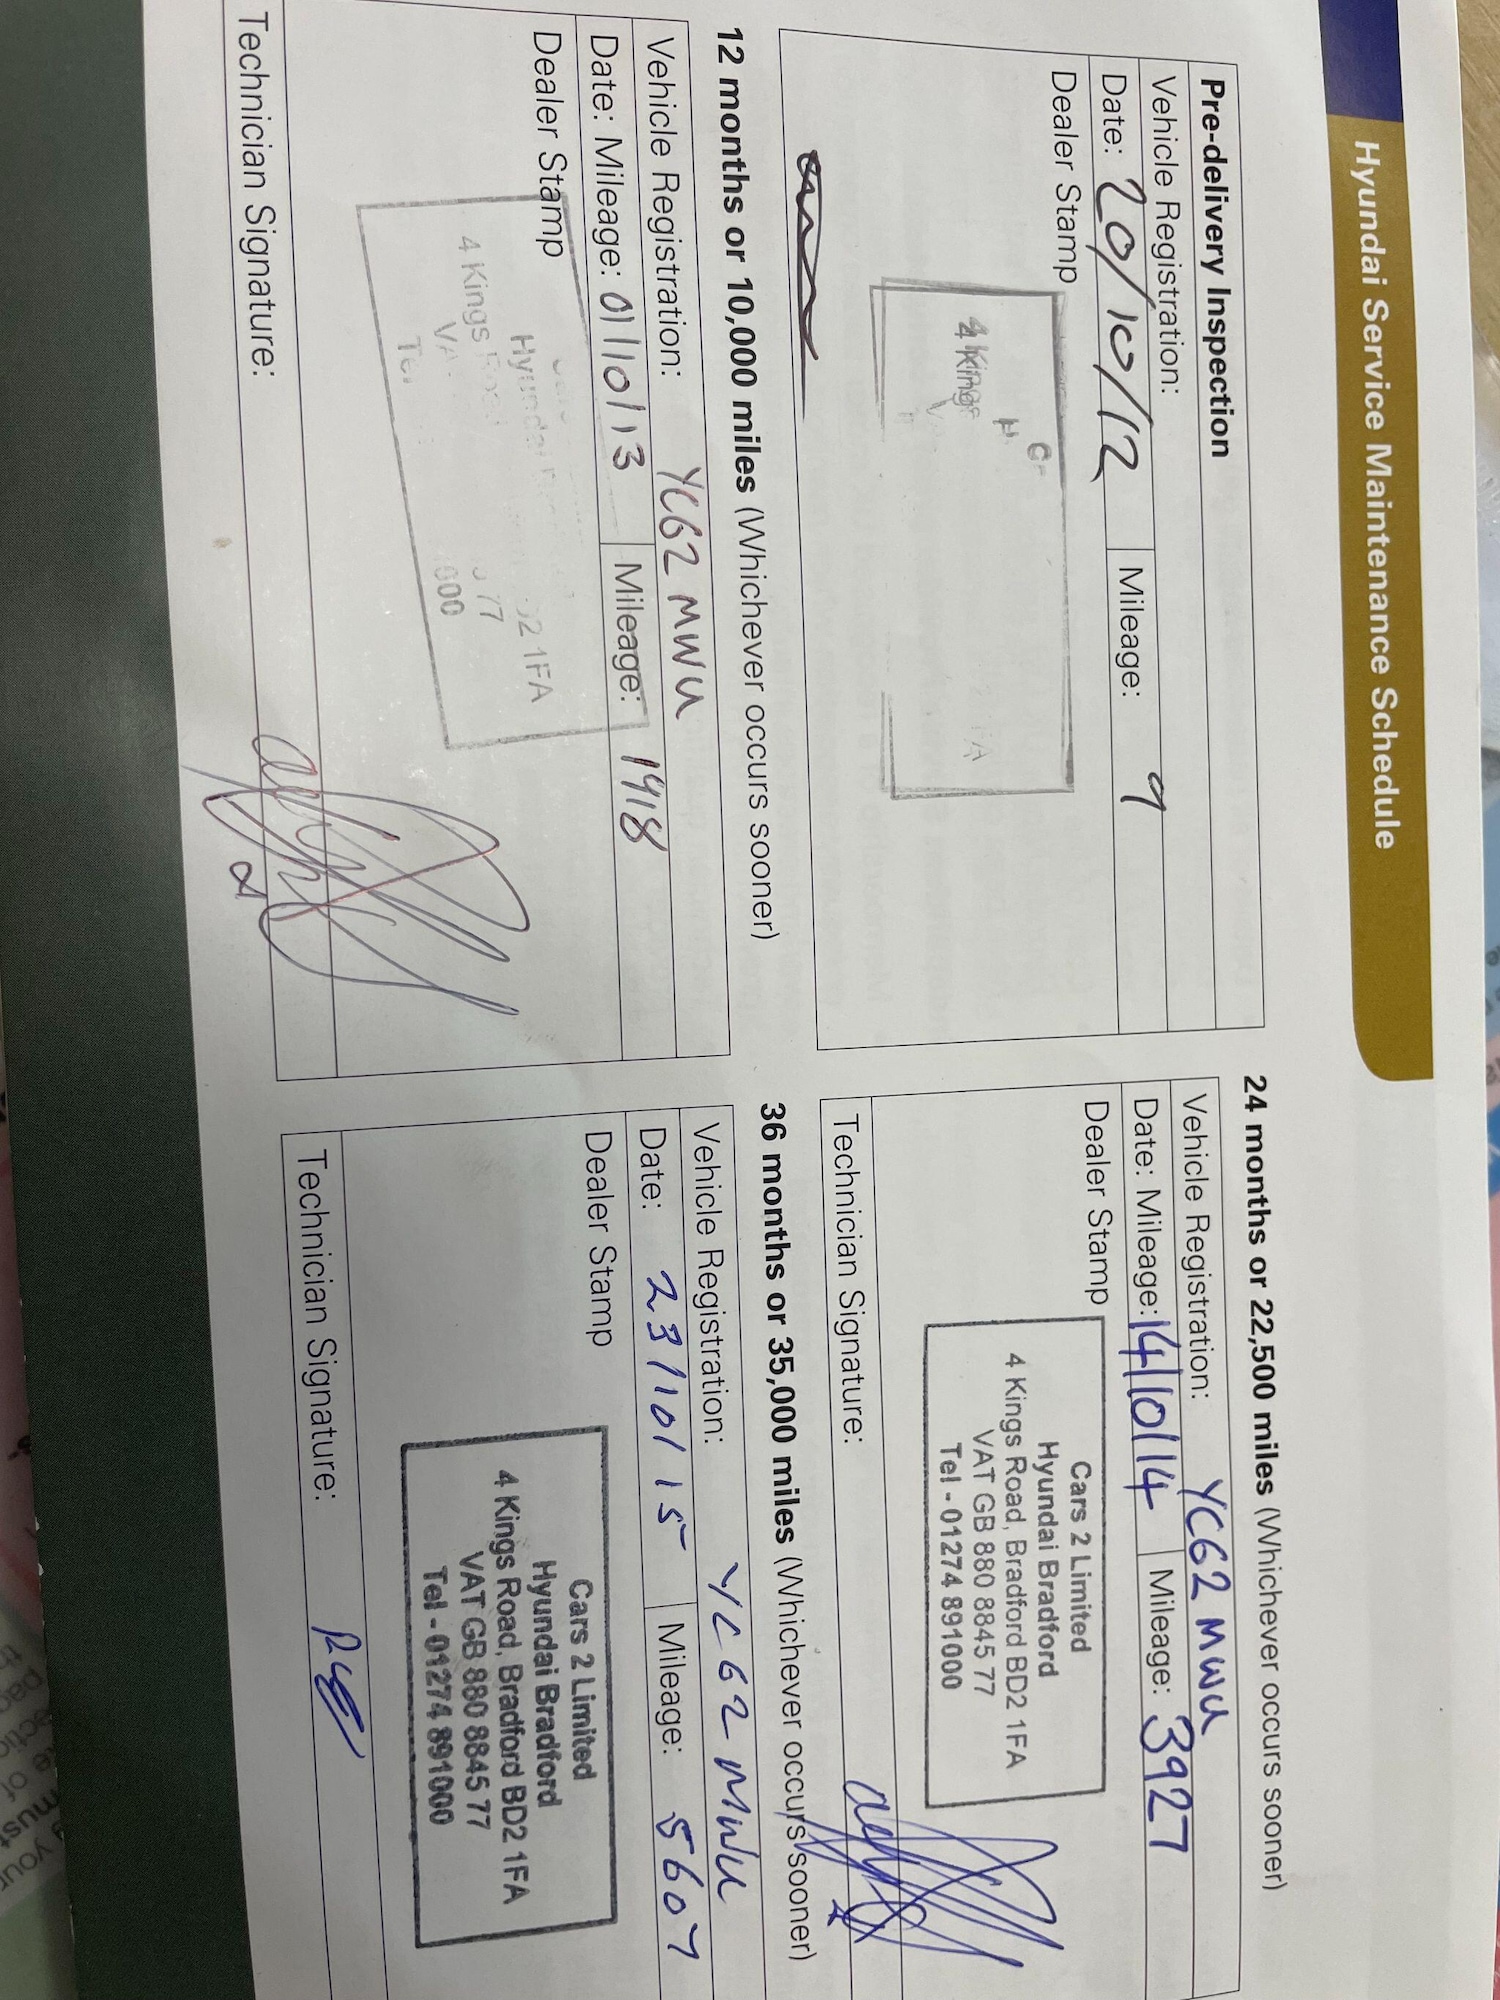 Hyundai Service Maintenance Schedule
Pre-delivery Inspection
Vehicle Registration:
Date: 20/10/12 Mileage: 9
Dealer Stamp
4 Kings
12 months or 10,000 miles (Whichever occurs sooner)
Vehicle Registration: YC62 MWU
Date: Mileage: 01/10/13 Mileage: 1918
Dealer Stamp
Hyundai
4 Kings 1FA
77
000
Technician Signature:
24 months or 22,500 miles (Whichever occurs sooner)
Vehicle Registration: YC62 MWU
Date: Mileage: 14/10/14 Mileage: 3927
Dealer Stamp
Cars 2 Limited
Hyundai Bradford
4 Kings Road, Bradford BD2 1FA
VAT GB 880 8845 77
Tel - 01274 891000
Technician Signature:
36 months or 35,000 miles (Whichever occurs sooner)
Vehicle Registration: YC62 MWU
Date: 23/10/15 Mileage: 5607
Dealer Stamp
Cars 2 Limited
Hyundai Bradford
4 Kings Road, Bradford BD2 1FA
VAT GB 880 8845 77
Tel - 01274 891000
Technician Signature: